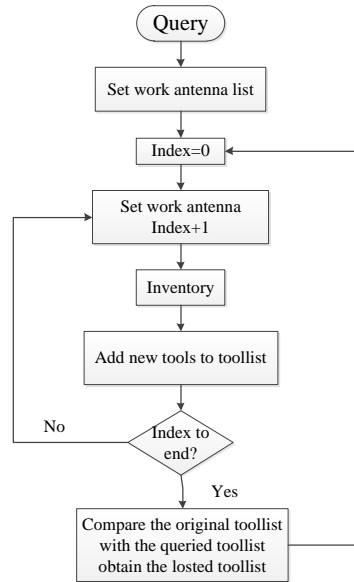 Query
Set work antenna list
Index=0
Set work antenna
Index+1
Inventory
Add new tools to toollist
No
Index to
end?
Yes
Compare the original toollist
with the queried toollist
obtain the losted toollist